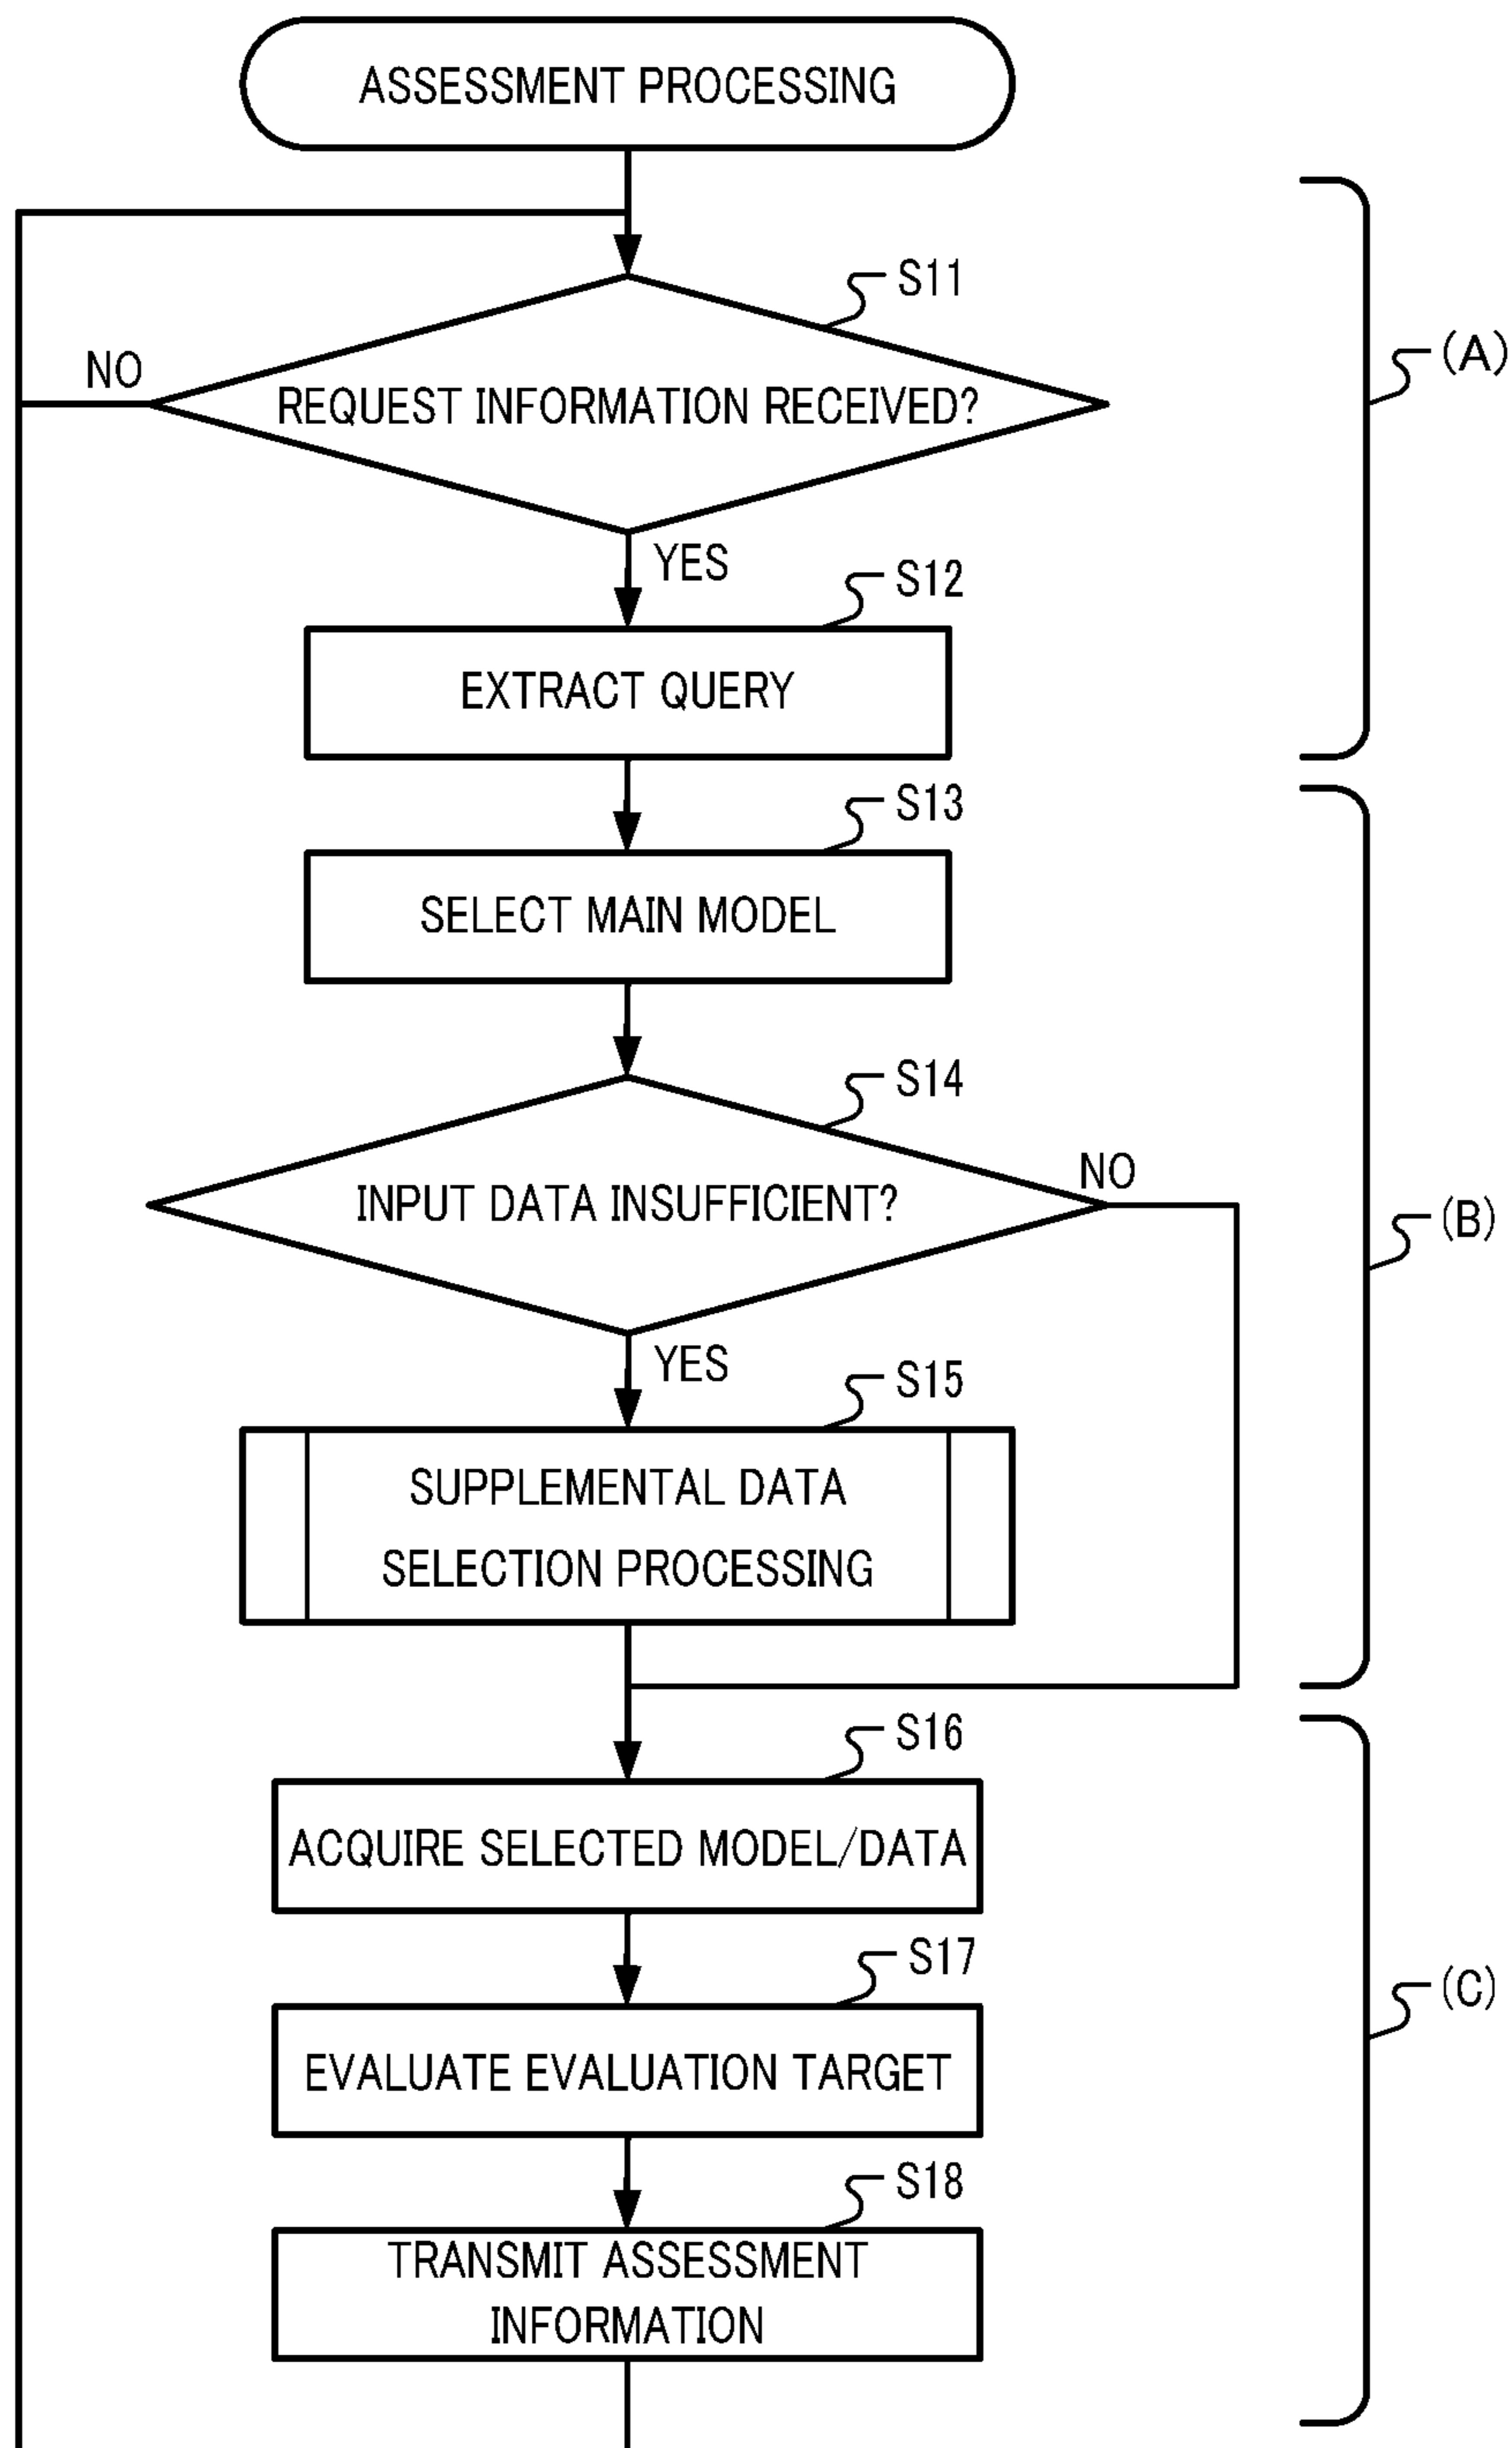 ASSESSMENT PROCESSING
S11
(A)
NO
REQUEST INFORMATION RECEIVED?
YES
S12
EXTRACT QUERY
S13
SELECT MAIN MODEL
S14
NO
INPUT DATA INSUFFICIENT?
(B)
YES
S15
SUPPLEMENTAL DATA
SELECTION PROCESSING
S16
ACQUIRE SELECTED MODEL/DATA
S17
(C)
EVALUATE EVALUATION TARGET
S18
TRANSMIT ASSESSMENT
INFORMATION